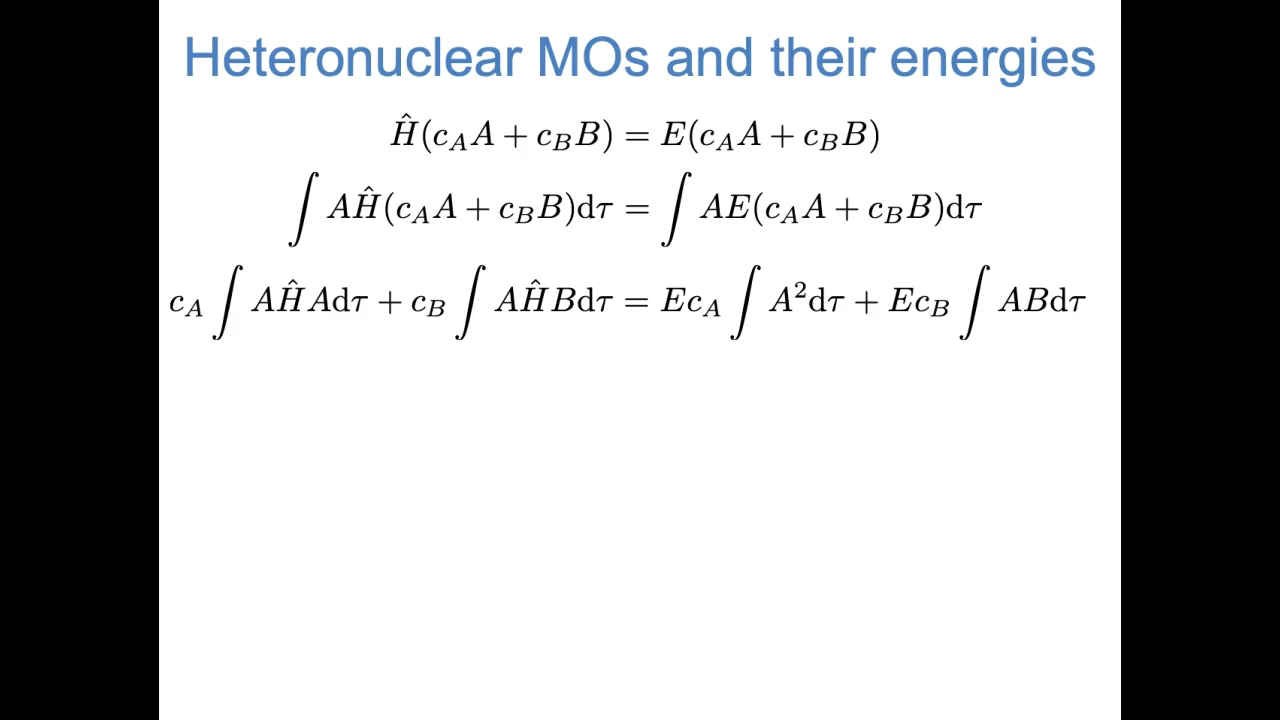 Heteronuclear MOs and their energies
Ĥ(c_A A + c_B B) = E(c_A A + c_B B)
∫ AĤ(c_A A + c_B B)dτ = ∫ AE(c_A A + c_B B)dτ
c_A ∫ AĤAdτ + c_B ∫ AĤBdτ = Ec_A ∫ A²dτ + Ec_B ∫ ABdτ